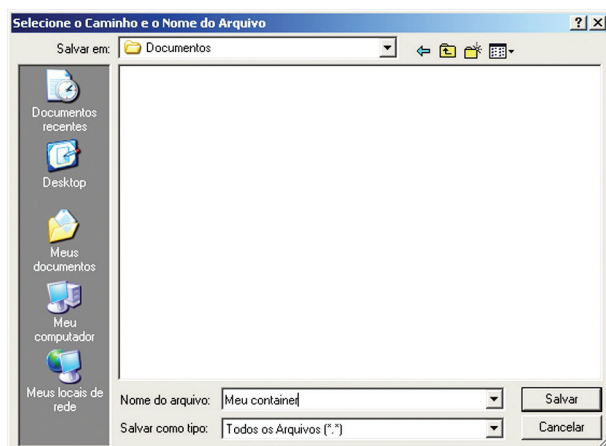 Selecione o Caminho e o Nome do Arquivo
Salvar em:
Documentos
Documentos
recentes
Desktop
Meus
documentos
Meu
computador
Meus locais de
rede
Nome do arquivo:
Meu container
Salvar
Salvar como tipo:
Todos os Arquivos (*.*)
Cancelar